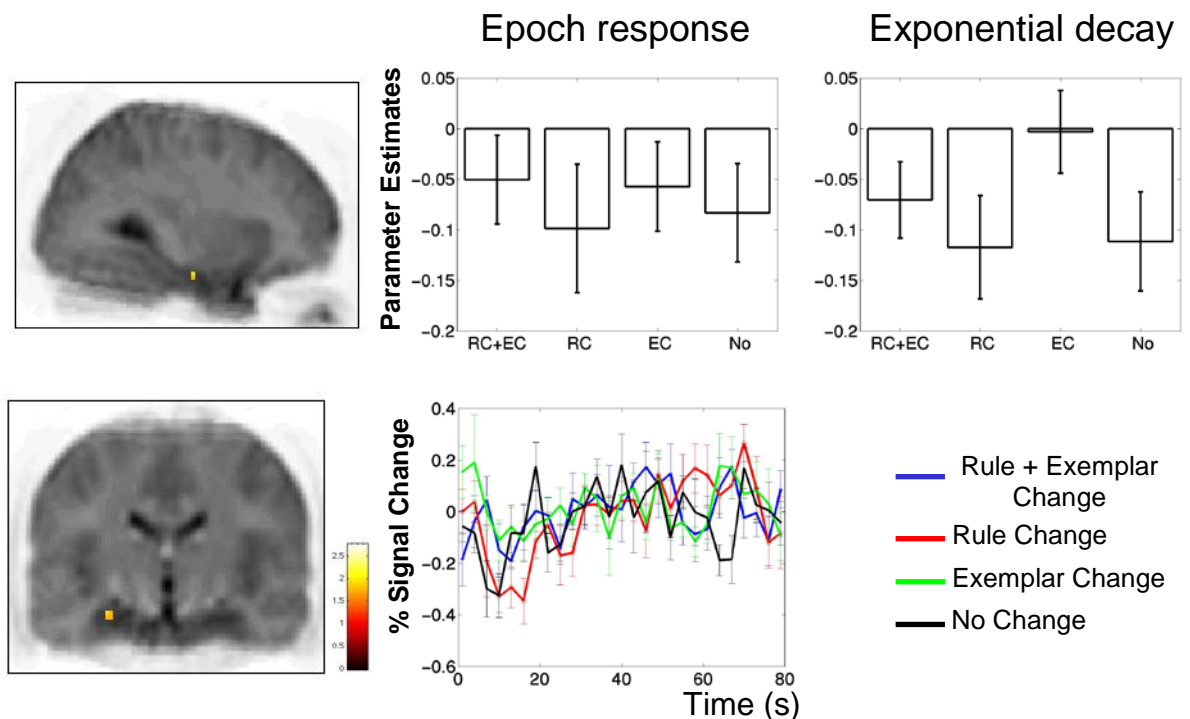 Epoch response
Exponential decay
Parameter Estimates
0.05
0
−0.05
−0.1
−0.15
−0.2
RC+EC RC EC No
0.05
0
−0.05
−0.1
−0.15
−0.2
RC+EC RC EC No
2.5
2
1.5
1
0.5
0
% Signal Change
0.4
0.2
0
−0.2
−0.4
−0.6
0 20 40 60 80
Time (s)
Rule + Exemplar
Change
Rule Change
Exemplar Change
No Change